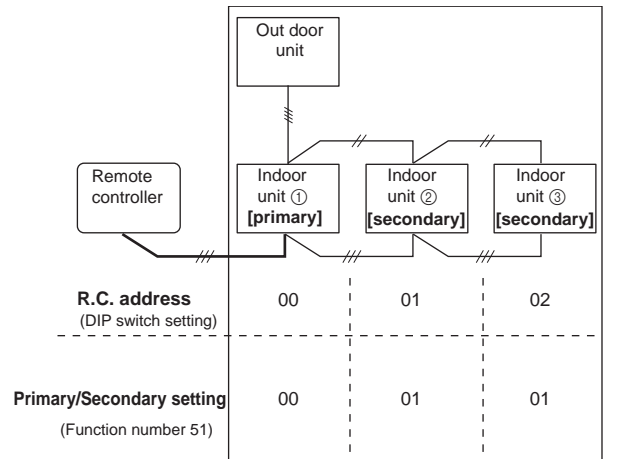 Out door
unit
Remote
controller
Indoor
unit ①
[primary]
Indoor
unit ②
[secondary]
Indoor
unit ③
[secondary]
R.C. address 00 01 02
(DIP switch setting)
Primary/Secondary setting 00 01 01
(Function number 51)